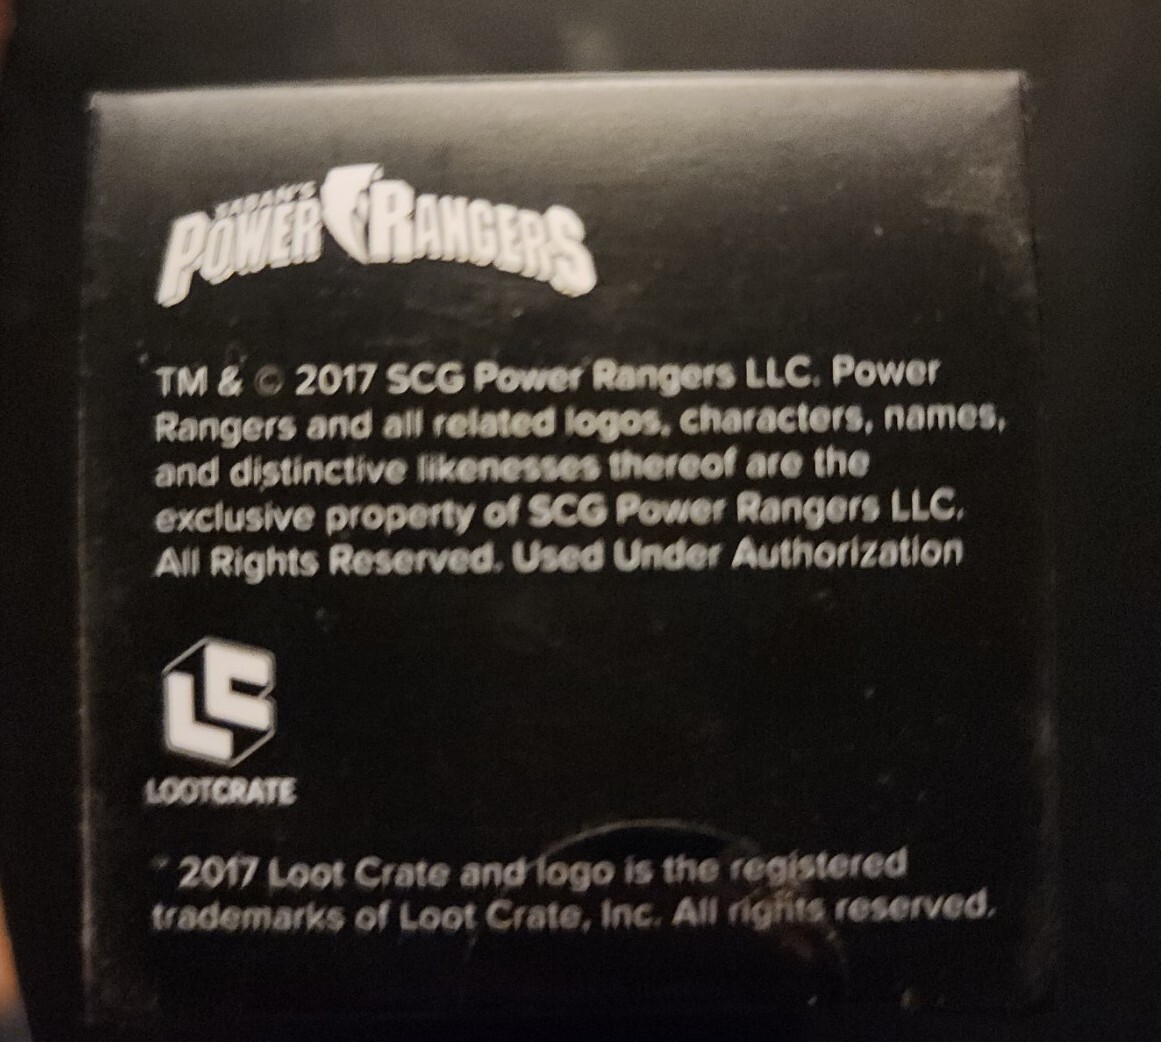 SABAN'S
POWER RANGERS
TM & © 2017 SCG Power Rangers LLC. Power
Rangers and all related logos, characters, names,
and distinctive likenesses thereof are the
exclusive property of SCG Power Rangers LLC.
All Rights Reserved. Used Under Authorization
LC
LOOTCRATE
2017 Loot Crate and logo is the registered
trademarks of Loot Crate, Inc. All rights reserved.